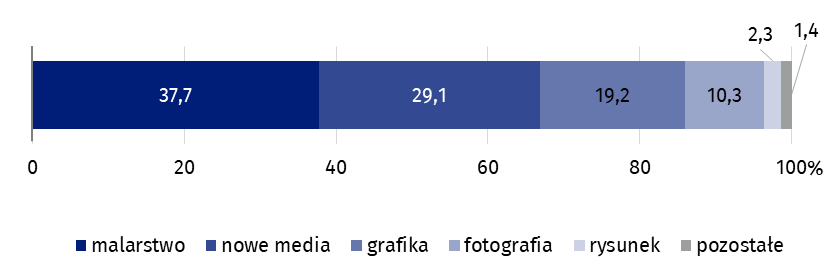 2,3 1,4
37,7 29,1 19,2 10,3
0 20 40 60 80 100%
malarstwo nowe media grafika fotografia rysunek pozostałe